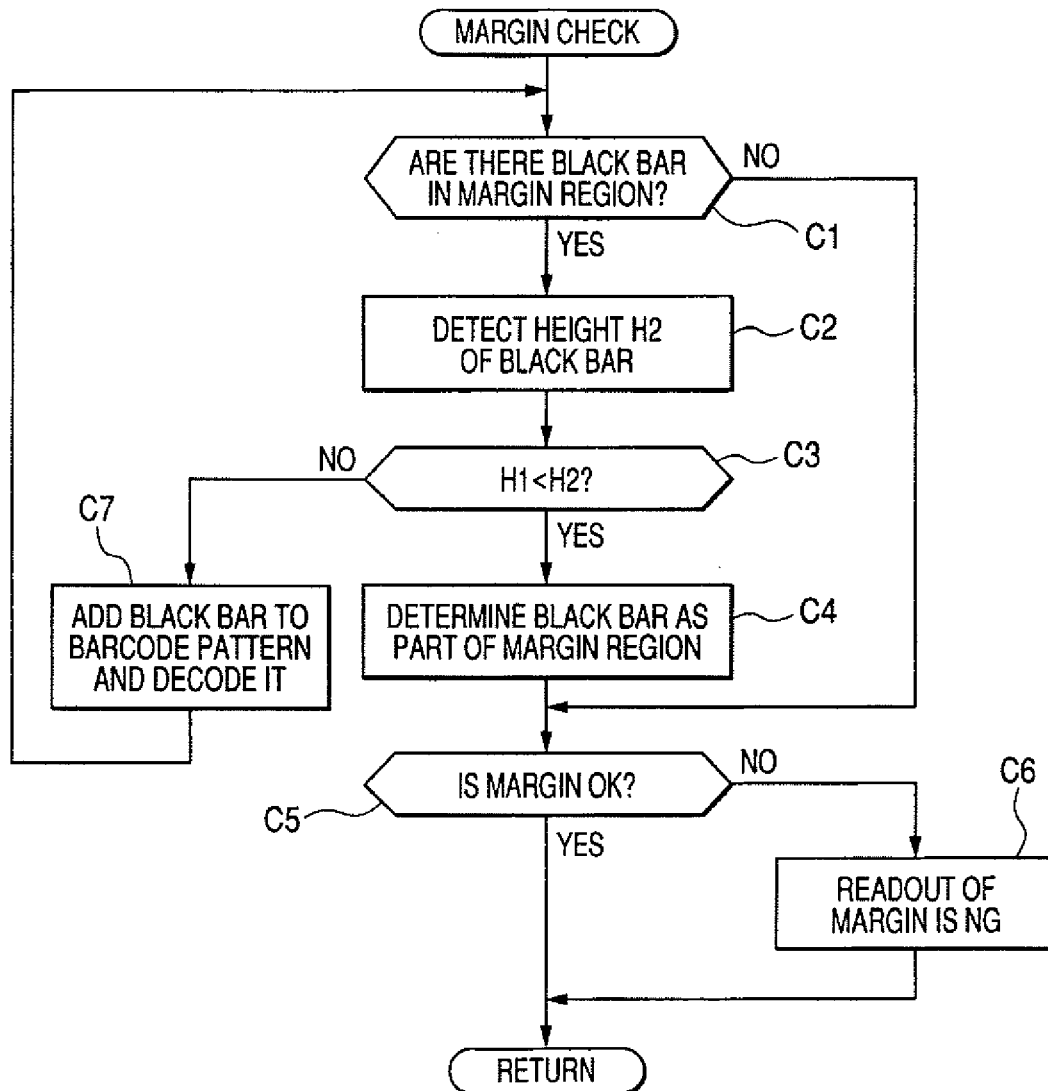 MARGIN CHECK
ARE THERE BLACK BAR
IN MARGIN REGION?
NO
C1
YES
DETECT HEIGHT H2
OF BLACK BAR
C2
H1<H2?
NO
C3
YES
C7
ADD BLACK BAR TO
BARCODE PATTERN
AND DECODE IT
DETERMINE BLACK BAR AS
PART OF MARGIN REGION
C4
IS MARGIN OK?
NO
C5
YES
C6
READOUT OF
MARGIN IS NG
RETURN